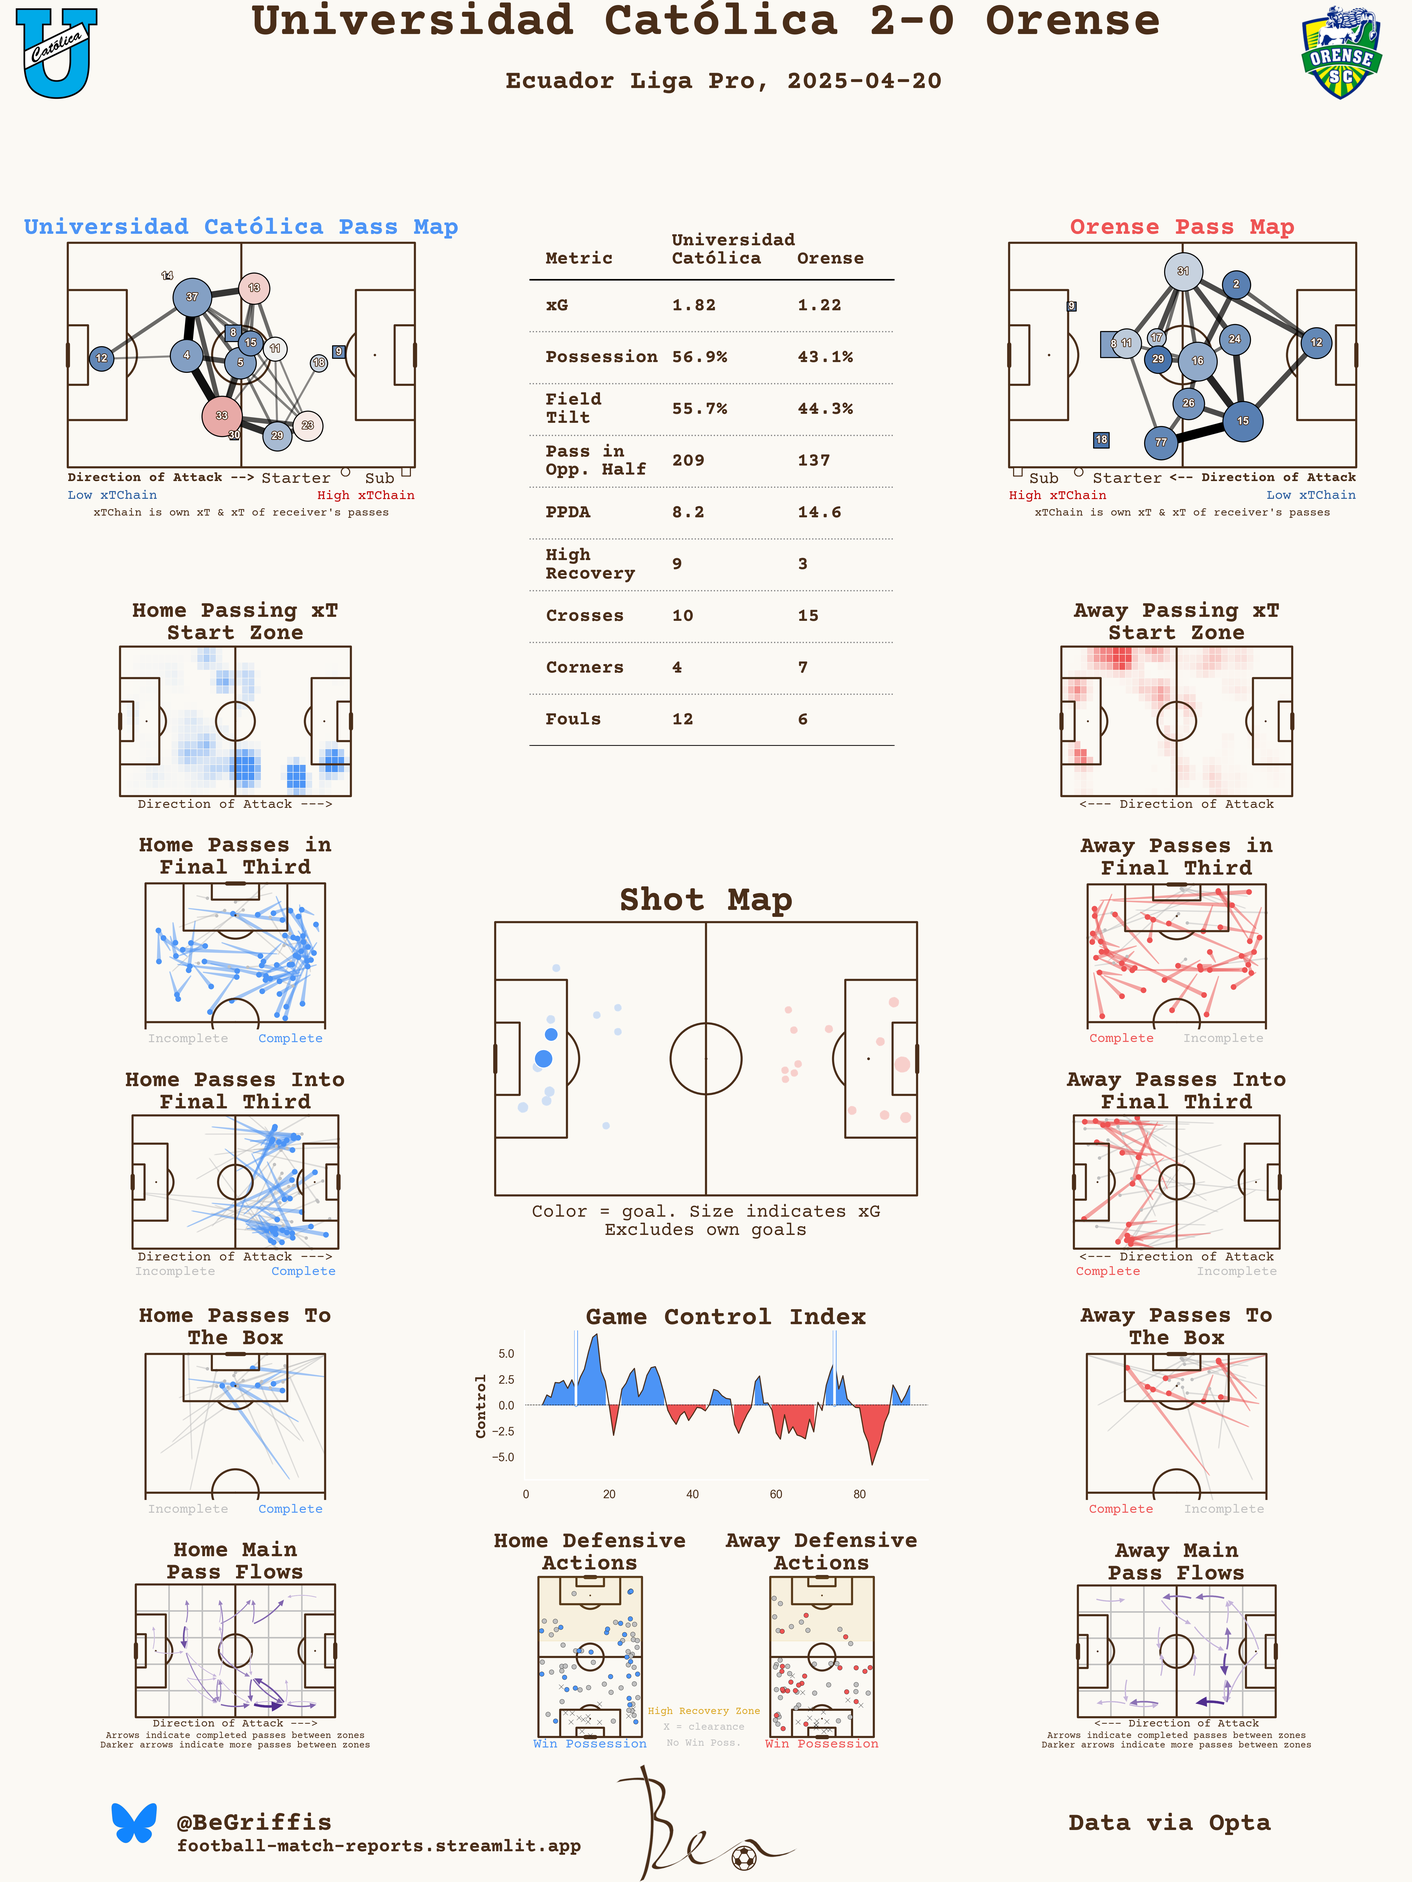 Universidad Católica 2-0 Orense
Ecuador Liga Pro, 2025-04-20
Católica
ORENSE
SC
Universidad Católica Pass Map
14
37
13
8
15
11
12
4
5
18
9
33
30
29
23
Direction of Attack --> Starter Sub
Low xTChain High xTChain
xTChain is own xT & xT of receiver's passes
Metric Universidad Católica Orense
xG 1.82 1.22
Possession 56.9% 43.1%
Field Tilt 55.7% 44.3%
Pass in Opp. Half 209 137
PPDA 8.2 14.6
High Recovery 9 3
Crosses 10 15
Corners 4 7
Fouls 12 6
Orense Pass Map
31
2
9
8
11
17
24
12
29
16
26
15
18
77
Sub Starter <-- Direction of Attack
High xTChain Low xTChain
xTChain is own xT & xT of receiver's passes
Home Passing xT
Start Zone
Direction of Attack --->
Away Passing xT
Start Zone
<--- Direction of Attack
Home Passes in
Final Third
Incomplete Complete
Shot Map
Color = goal. Size indicates xG
Excludes own goals
Away Passes in
Final Third
Complete Incomplete
Home Passes Into
Final Third
Direction of Attack --->
Incomplete Complete
Away Passes Into
Final Third
<--- Direction of Attack
Complete Incomplete
Home Passes To
The Box
Incomplete Complete
Game Control Index
Control
5.0
2.5
0.0
−2.5
−5.0
0 20 40 60 80
Away Passes To
The Box
Complete Incomplete
Home Main
Pass Flows
Direction of Attack --->
Arrows indicate completed passes between zones
Darker arrows indicate more passes between zones
Home Defensive
Actions
Win Possession
Away Defensive
Actions
Win Possession
High Recovery Zone
X = clearance
No Win Poss.
Away Main
Pass Flows
<--- Direction of Attack
Arrows indicate completed passes between zones
Darker arrows indicate more passes between zones
@BeGriffis
football-match-reports.streamlit.app
Ben
Data via Opta